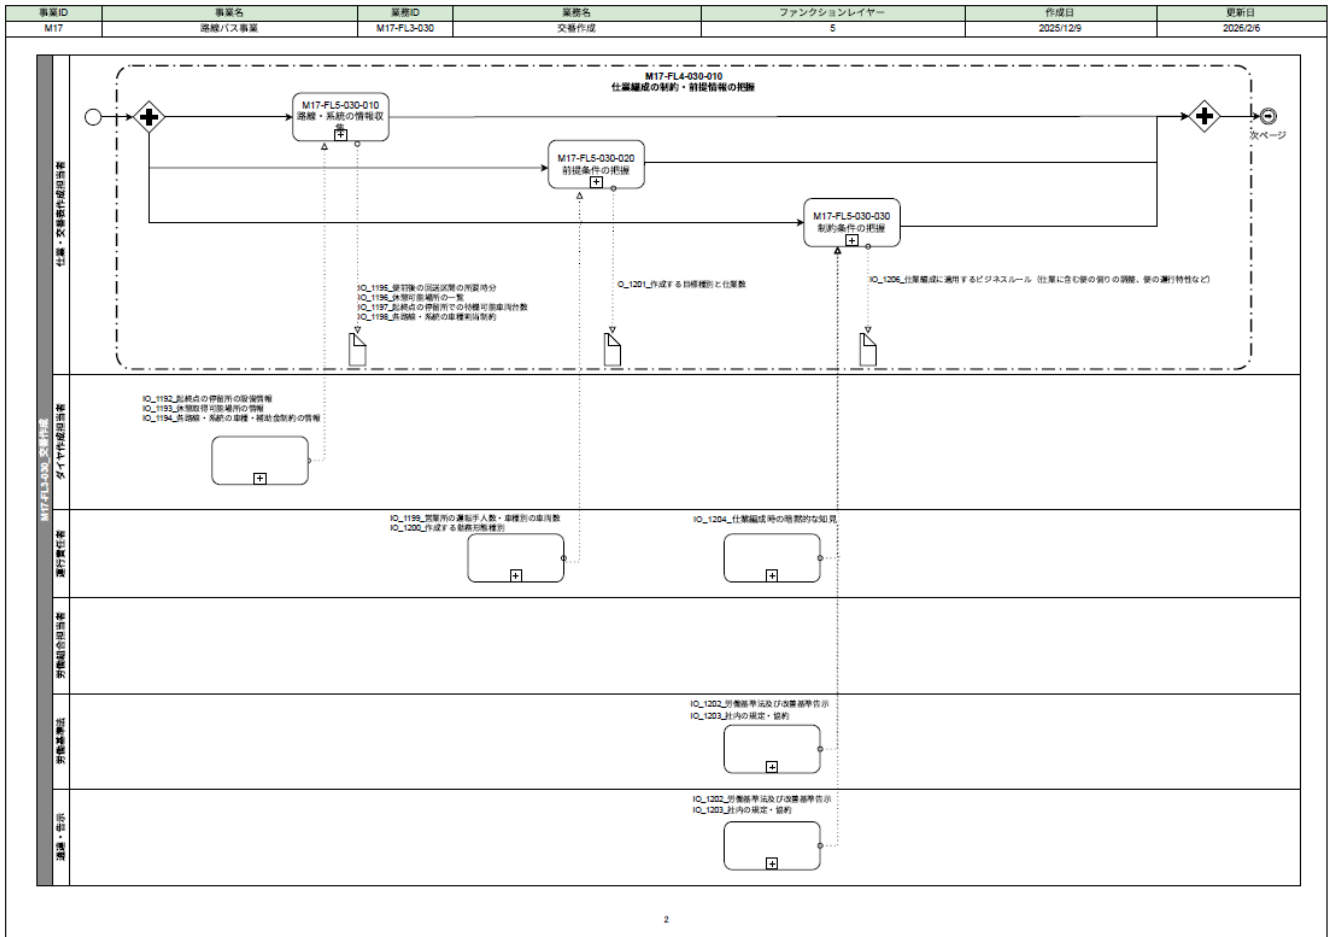 事業ID 事業名 業務ID 業務名 ファンクションレイヤー 作成日 更新日
M17 路線バス事業 M17-FL3-030 交番作成 5 2025/12/9 2026/2/6
M17-FL3-030_交番作成
仕業・交番表作成担当者
M17-FL4-030-010
仕業編成の制約・前提情報の把握
M17-FL5-030-010
路線・系統の情報収
集
次ページ
M17-FL5-030-020
前提条件の把握
M17-FL5-030-030
制約条件の把握
IO_1195_便前後の回送区間の所要時分
IO_1196_休憩可能場所の一覧
IO_1197_起終点の停留所での待機可能車両台数
IO_1198_各路線・系統の車種割当制約
O_1201_作成する目標種別と仕業数
IO_1206_仕業編成に適用するビジネスルール（仕業に含む便の偏りの調整、便の運行特性など）
ダイヤ作成担当者
IO_1192_起終点の停留所の設備情報
IO_1193_休憩取得可能場所の情報
IO_1194_各路線・系統の車種・補助金制約の情報
運行責任者
IO_1199_営業所の運転手人数・車種別の車両数
IO_1200_作成する勤務形態種別
IO_1204_仕業編成時の暗黙的な知見
労働組合担当者
労働基準法
IO_1202_労働基準法及び改善基準告示
IO_1203_社内の規定・協約
通達・告示
IO_1202_労働基準法及び改善基準告示
IO_1203_社内の規定・協約
2